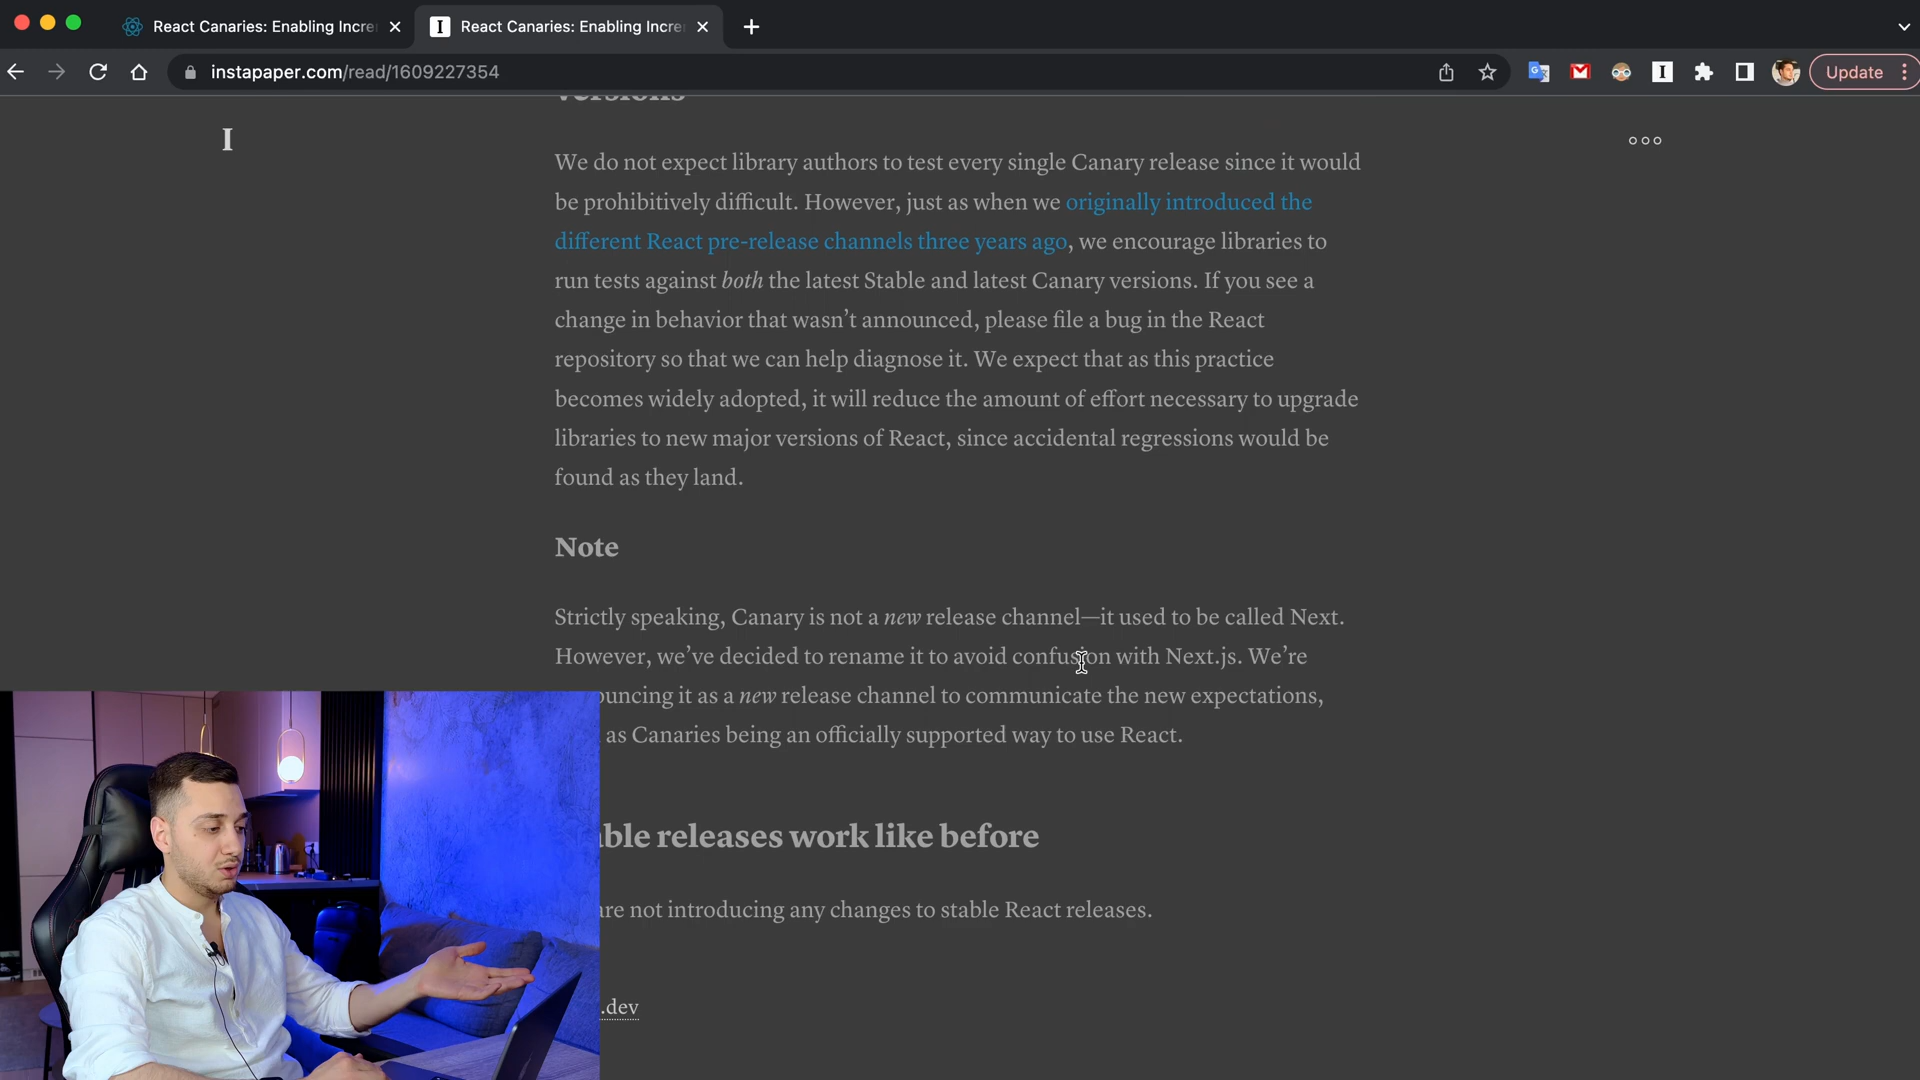 React Canaries: Enabling Incre
React Canaries: Enabling Incre
instapaper.com/read/1609227354
Update
versions
I
We do not expect library authors to test every single Canary release since it would
be prohibitively difficult. However, just as when we originally introduced the
different React pre-release channels three years ago, we encourage libraries to
run tests against both the latest Stable and latest Canary versions. If you see a
change in behavior that wasn’t announced, please file a bug in the React
repository so that we can help diagnose it. We expect that as this practice
becomes widely adopted, it will reduce the amount of effort necessary to upgrade
libraries to new major versions of React, since accidental regressions would be
found as they land.
Note
Strictly speaking, Canary is not a new release channel—it used to be called Next.
However, we’ve decided to rename it to avoid confusion with Next.js. We’re
ouncing it as a new release channel to communicate the new expectations,
as Canaries being an officially supported way to use React.
ble releases work like before
are not introducing any changes to stable React releases.
.dev